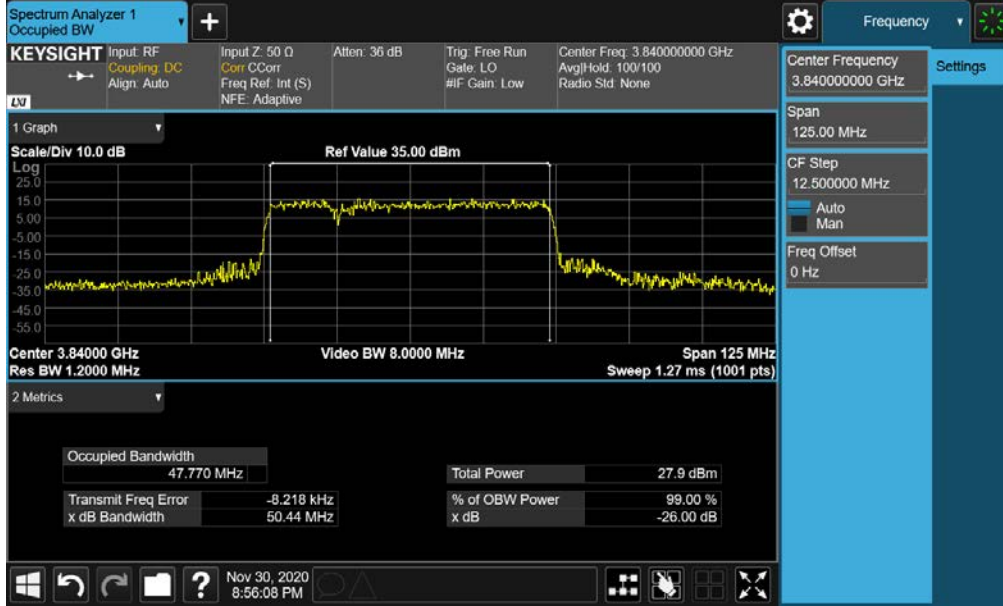 Spectrum Analyzer 1
Occupied BW
Frequency
KEYSIGHT
LXI
Input: RF
Coupling: DC
Align: Auto
Input Z: 50 Ω
Corr CCorr
Freq Ref: Int (S)
NFE: Adaptive
Atten: 36 dB
Trig: Free Run
Gate: LO
#IF Gain: Low
Center Freq: 3.840000000 GHz
Avg|Hold: 100/100
Radio Std: None
Center Frequency
3.840000000 GHz
Settings
Span
125.00 MHz
CF Step
12.500000 MHz
Auto
Man
Freq Offset
0 Hz
1 Graph
Scale/Div 10.0 dB
Ref Value 35.00 dBm
Log
25.0
15.0
5.00
-5.00
-15.0
-25.0
-35.0
-45.0
-55.0
Center 3.84000 GHz
Video BW 8.0000 MHz
Span 125 MHz
Res BW 1.2000 MHz
Sweep 1.27 ms (1001 pts)
2 Metrics
Occupied Bandwidth
47.770 MHz
Total Power 27.9 dBm
Transmit Freq Error -8.218 kHz
% of OBW Power 99.00 %
x dB Bandwidth 50.44 MHz
x dB -26.00 dB
?
Nov 30, 2020
8:56:08 PM